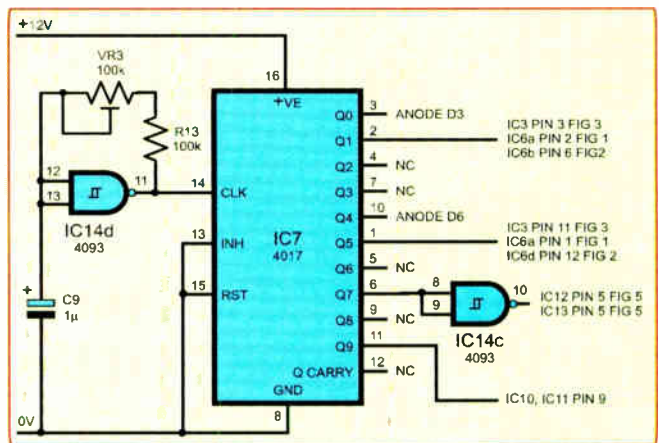 +12V
VR3
100k
R13
100k
12
13
11
IC14d
4093
+
C9
1µ
0V
16
+VE
14
CLK
13
INH
15
RST
IC7
4017
GND
8
Q0
3
ANODE D3
Q1
2
IC3 PIN 3 FIG 3
IC6a PIN 2 FIG 1
IC6b PIN 6 FIG2
Q2
4
NC
Q3
7
NC
Q4
10
ANODE D6
Q5
1
IC3 PIN 11 FIG 3
IC6a PIN 1 FIG 1
IC6d PIN 12 FIG 2
Q6
5
NC
Q7
6
8
9
10
IC14c
4093
IC12 PIN 5 FIG 5
IC13 PIN 5 FIG 5
Q8
9
NC
Q9
11
Q CARRY
12
NC
IC10, IC11 PIN 9